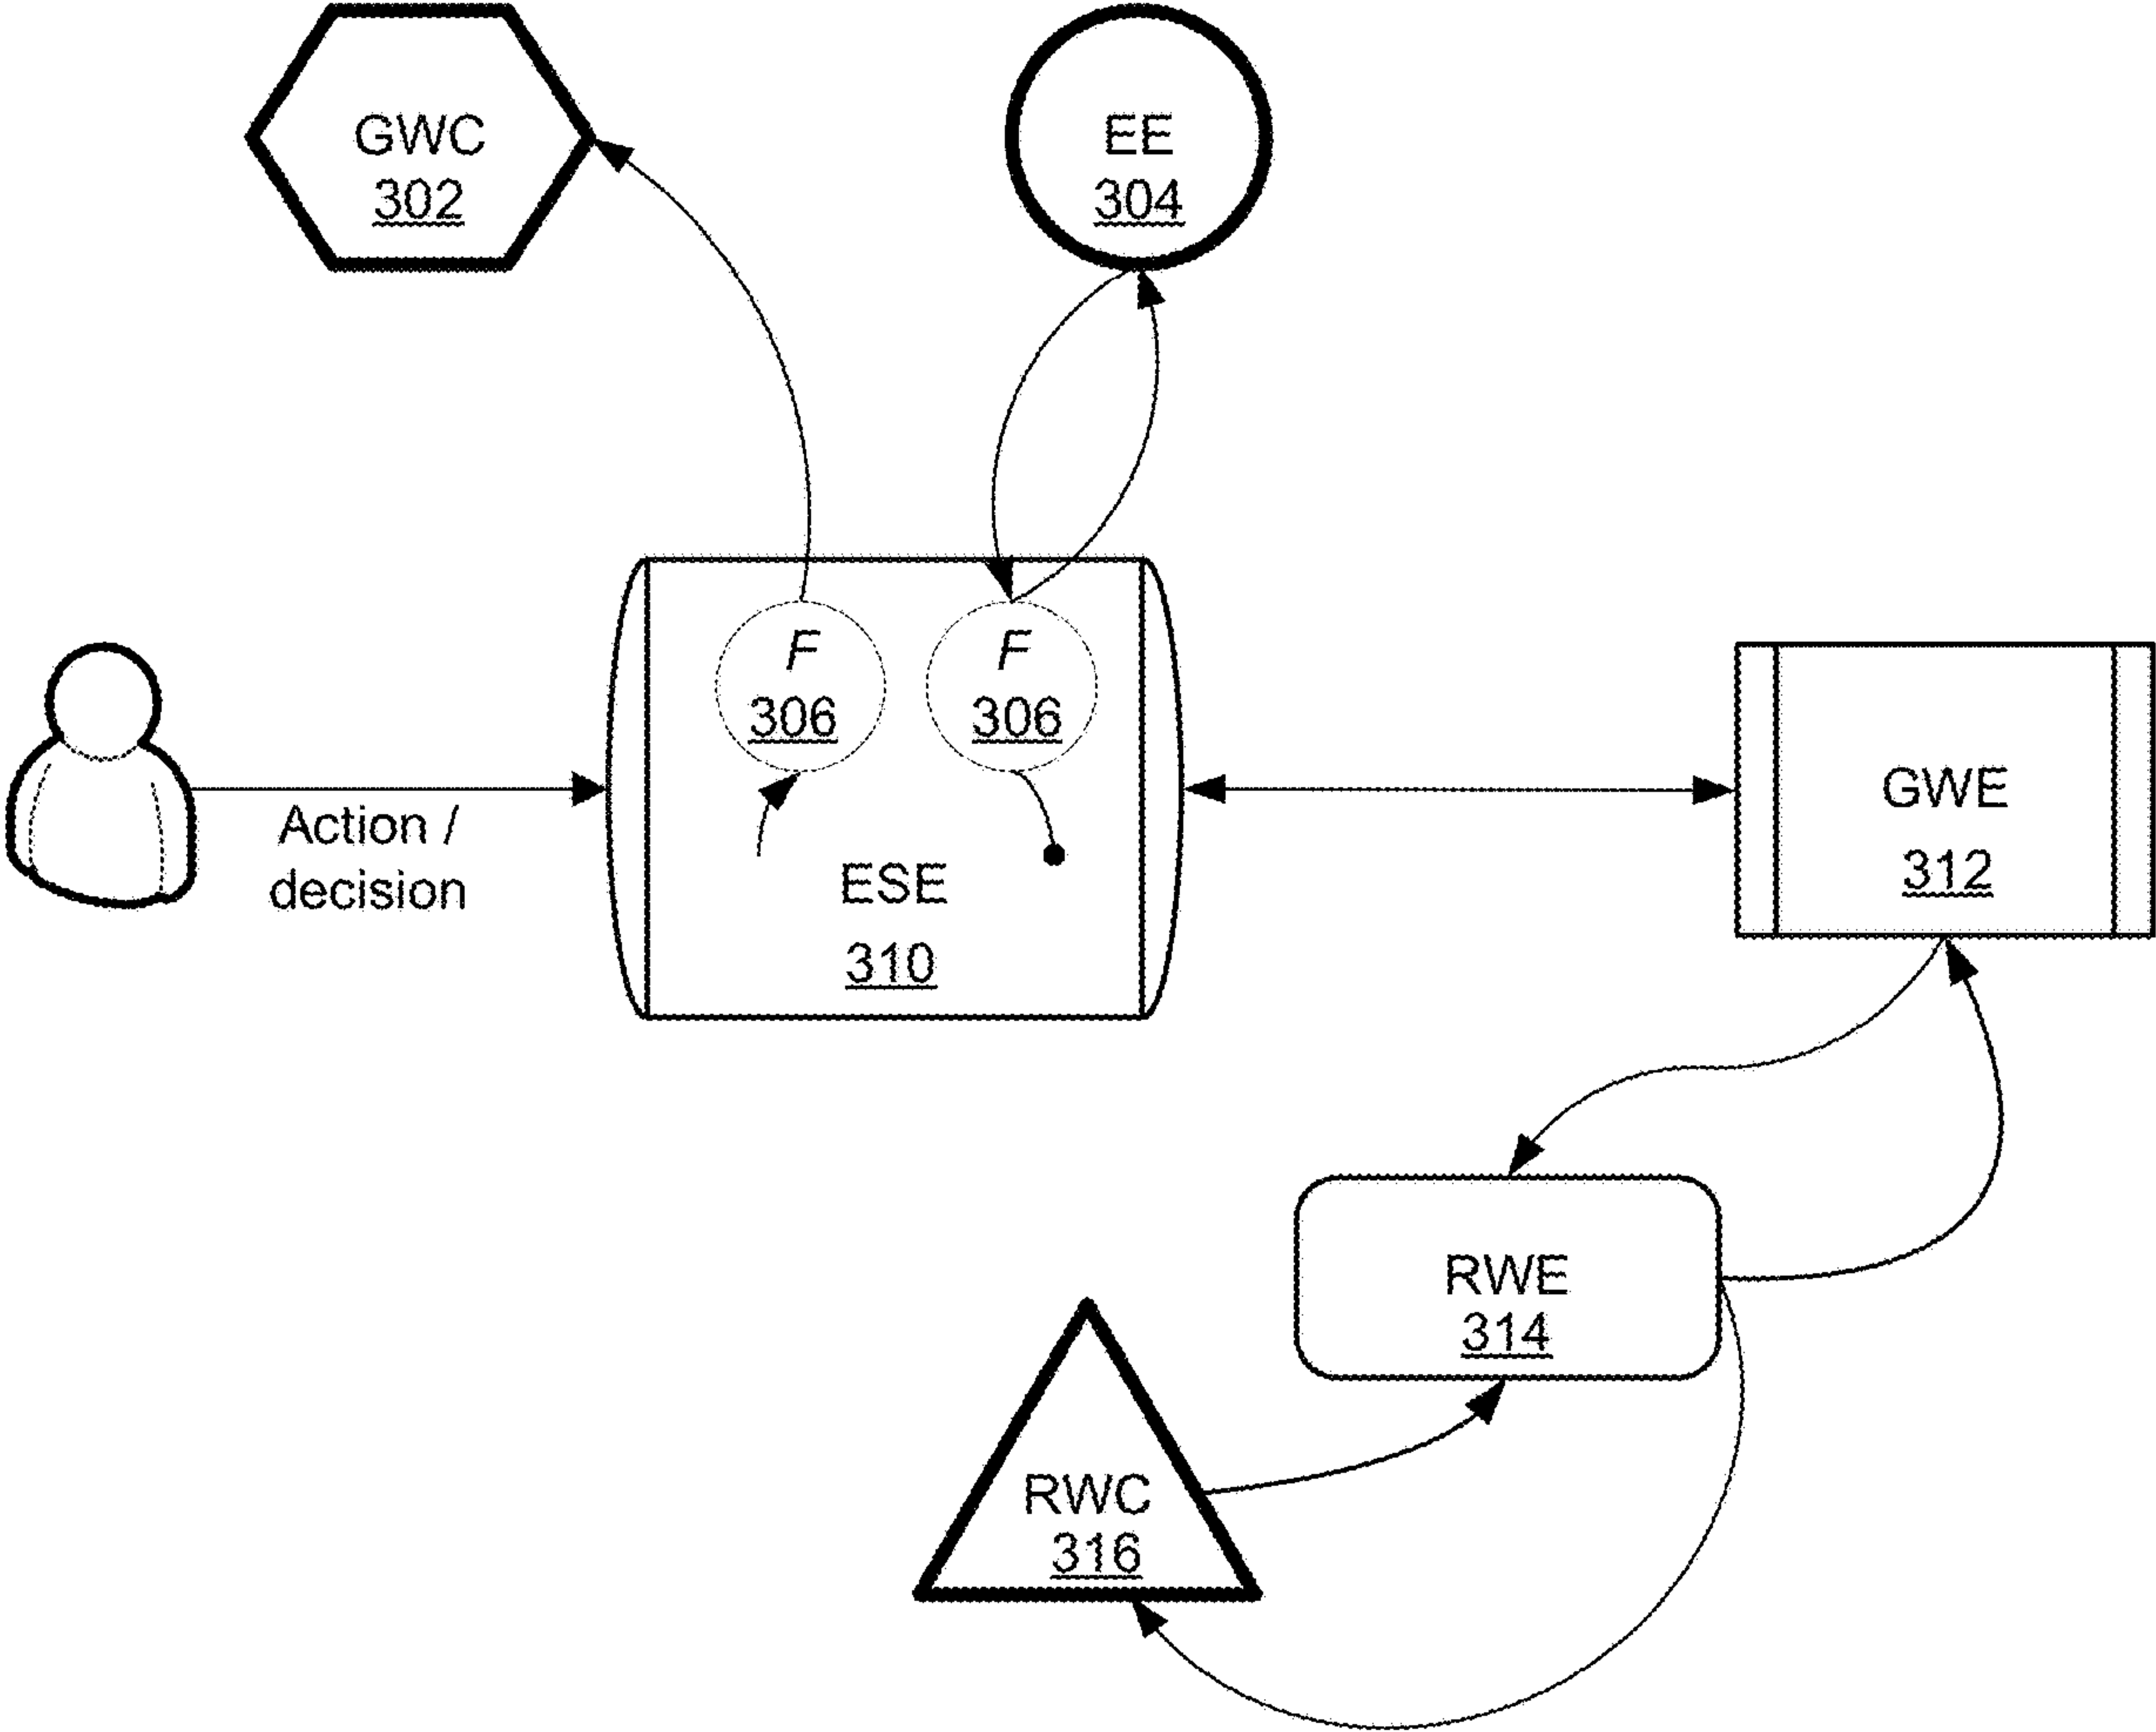 GWC
302
EE
304
F
306
F
306
Action /
decision
ESE
310
GWE
312
RWE
314
RWC
316